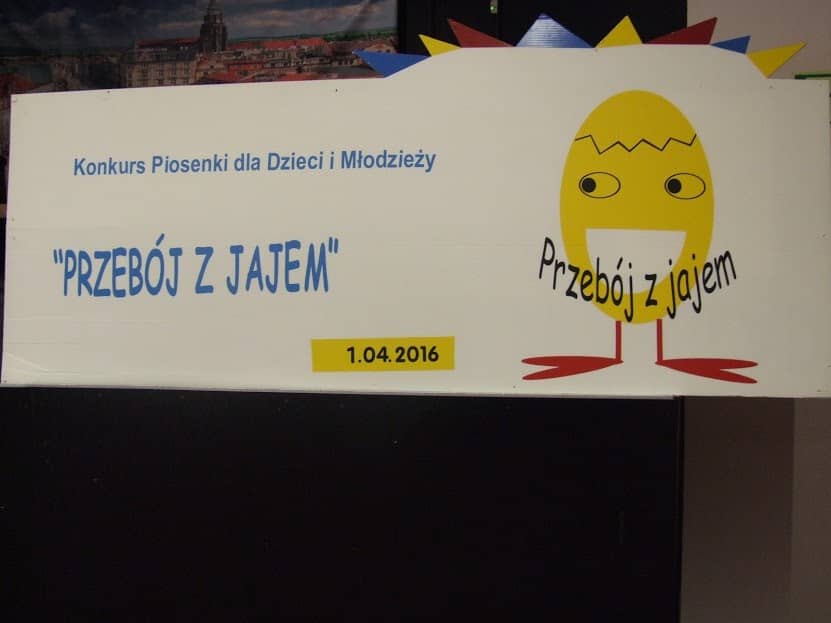 Konkurs Piosenki dla Dzieci i Młodzieży
"PRZEBÓJ Z JAJEM"
1.04.2016
Przebój z jajem